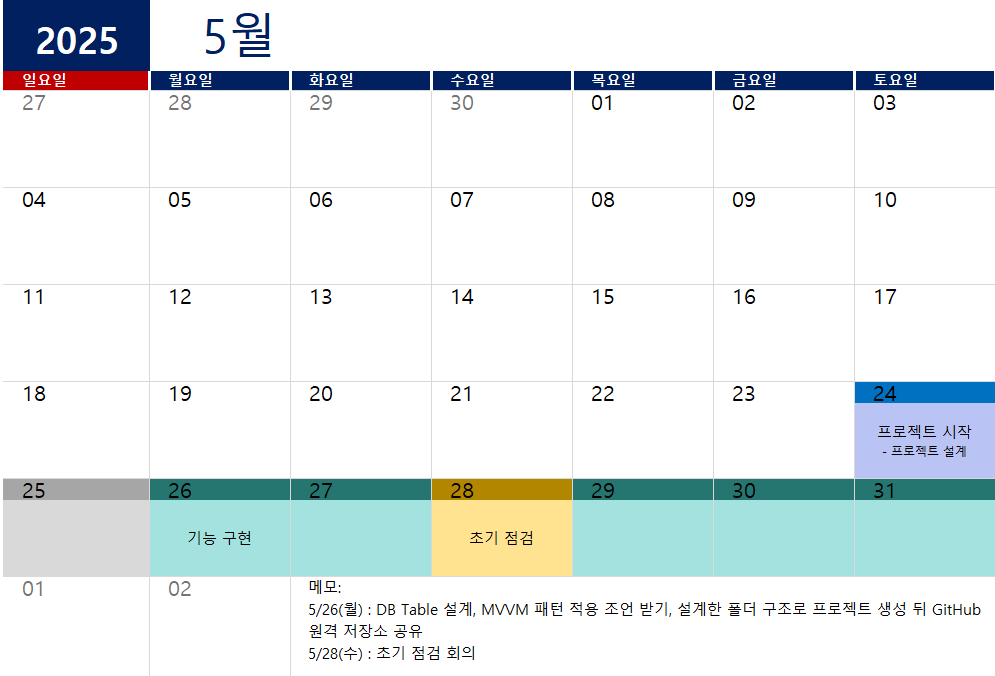 2025 5월
일요일 월요일 화요일 수요일 목요일 금요일 토요일
27 28 29 30 01 02 03
04 05 06 07 08 09 10
11 12 13 14 15 16 17
18 19 20 21 22 23 24
프로젝트 시작
- 프로젝트 설계
25 26 27 28 29 30 31
기능 구현 초기 점검
01 02 메모:
5/26(월) : DB Table 설계, MVVM 패턴 적용 조언 받기, 설계한 폴더 구조로 프로젝트 생성 뒤 GitHub
원격 저장소 공유
5/28(수) : 초기 점검 회의